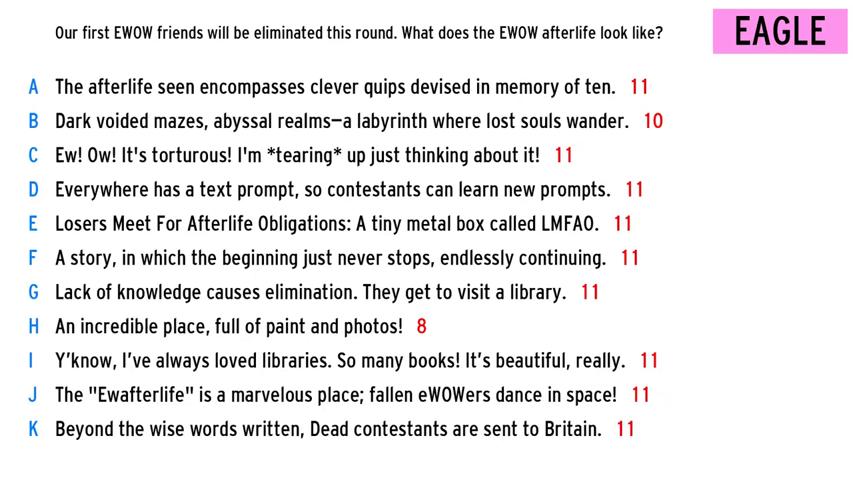 Our first EWOW friends will be eliminated this round. What does the EWOW afterlife look like?
EAGLE
A The afterlife seen encompasses clever quips devised in memory of ten. 11
B Dark voided mazes, abyssal realms—a labyrinth where lost souls wander. 10
C Ew! Ow! It's torturous! I'm *tearing* up just thinking about it! 11
D Everywhere has a text prompt, so contestants can learn new prompts. 11
E Losers Meet For Afterlife Obligations: A tiny metal box called LMFAO. 11
F A story, in which the beginning just never stops, endlessly continuing. 11
G Lack of knowledge causes elimination. They get to visit a library. 11
H An incredible place, full of paint and photos! 8
I Y’know, I’ve always loved libraries. So many books! It’s beautiful, really. 11
J The "Ewafterlife" is a marvelous place; fallen eWOWers dance in space! 11
K Beyond the wise words written, Dead contestants are sent to Britain. 11